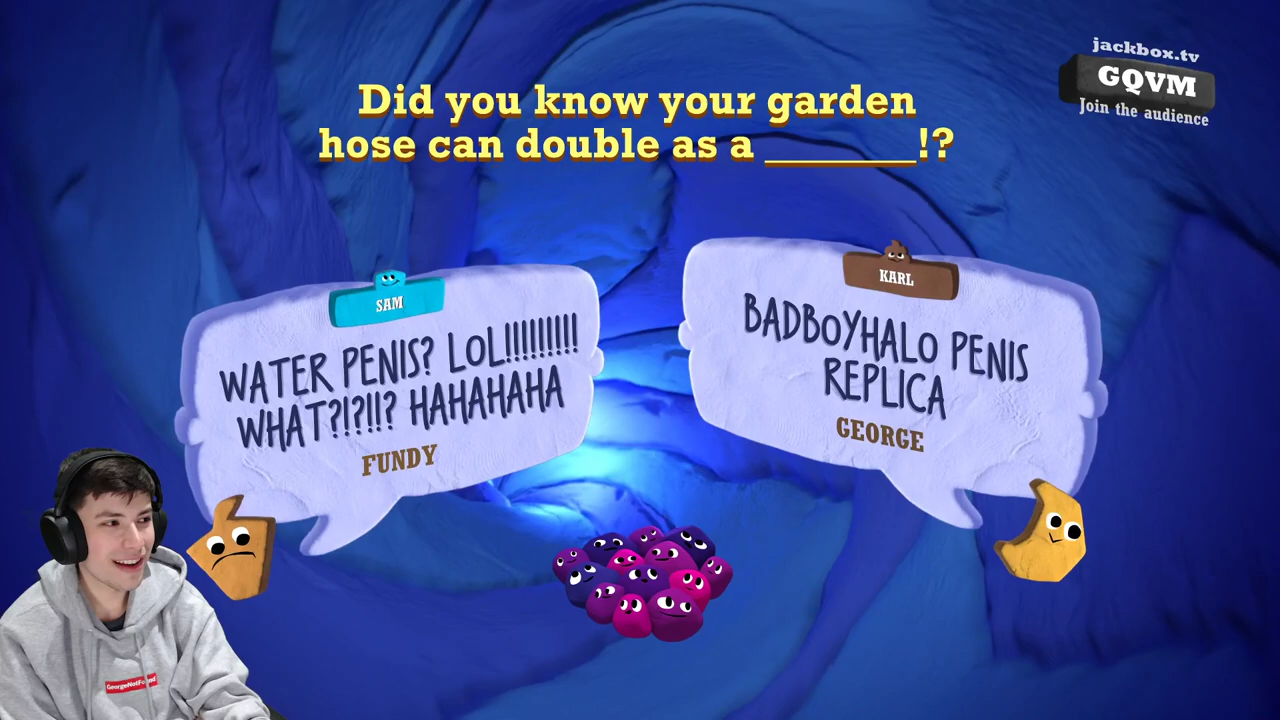 jackbox.tv
GQVM
Join the audience
Did you know your garden
hose can double as a _______!?
SAM
WATER PENIS? LOL!!!!!!!!!
WHAT?!?!!? HAHAHAHA
FUNDY
KARL
BADBOYHALO PENIS
REPLICA
GEORGE